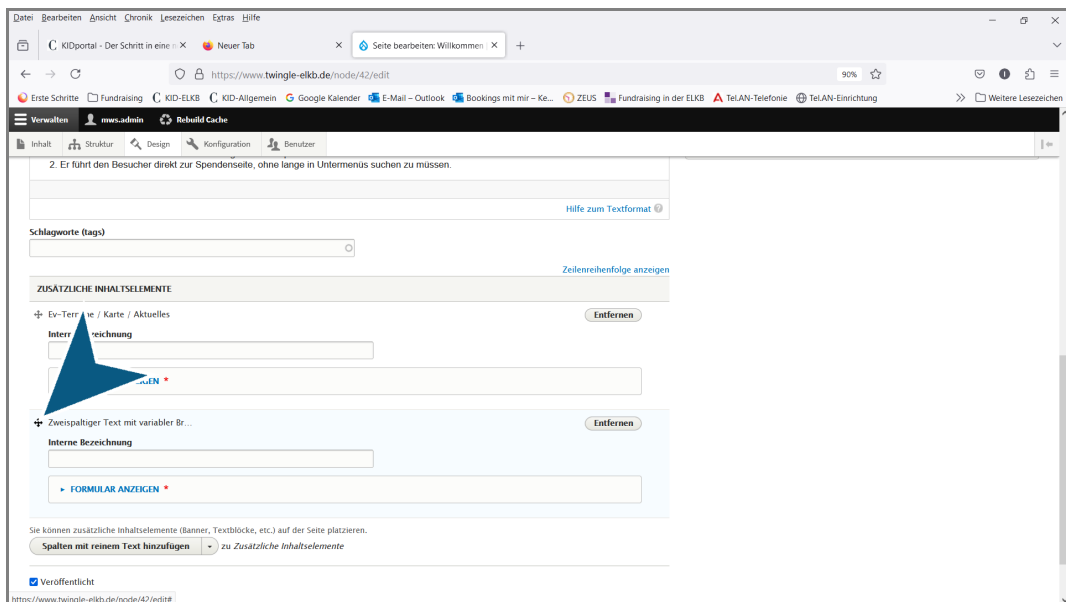 Datei Bearbeiten Ansicht Chronik Lesezeichen Extras Hilfe
KIDportal - Der Schritt in eine
Neuer Tab
Seite bearbeiten: Willkommen
https://www.twingle-elkb.de/node/42/edit
90%
Erste Schritte Fundraising KID-ELKB KID-Allgemein Google Kalender E-Mail – Outlook Bookings mit mir – Ke... ZEUS Fundraising in der ELKB Tel.AN-Telefonie Tel.AN-Einrichtung Weitere Lesezeichen
Verwalten mws.admin Rebuild Cache
Inhalt Struktur Design Konfiguration Benutzer
2. Er führt den Besucher direkt zur Spendenseite, ohne lange in Untermenüs suchen zu müssen.
Hilfe zum Textformat
Schlagworte (tags)
Zeilenreihenfolge anzeigen
ZUSÄTZLICHE INHALTSELEMENTE
/ Karte / Aktuelles
Entfernen
*
Zweispaltiger Text mit variabler Br...
Entfernen
Interne Bezeichnung
FORMULAR ANZEIGEN *
Sie können zusätzliche Inhaltselemente (Banner, Textblöcke, etc.) auf der Seite platzieren.
Spalten mit reinem Text hinzufügen zu Zusätzliche Inhaltselemente
Veröffentlicht
https://www.twingle-elkb.de/node/42/edit#